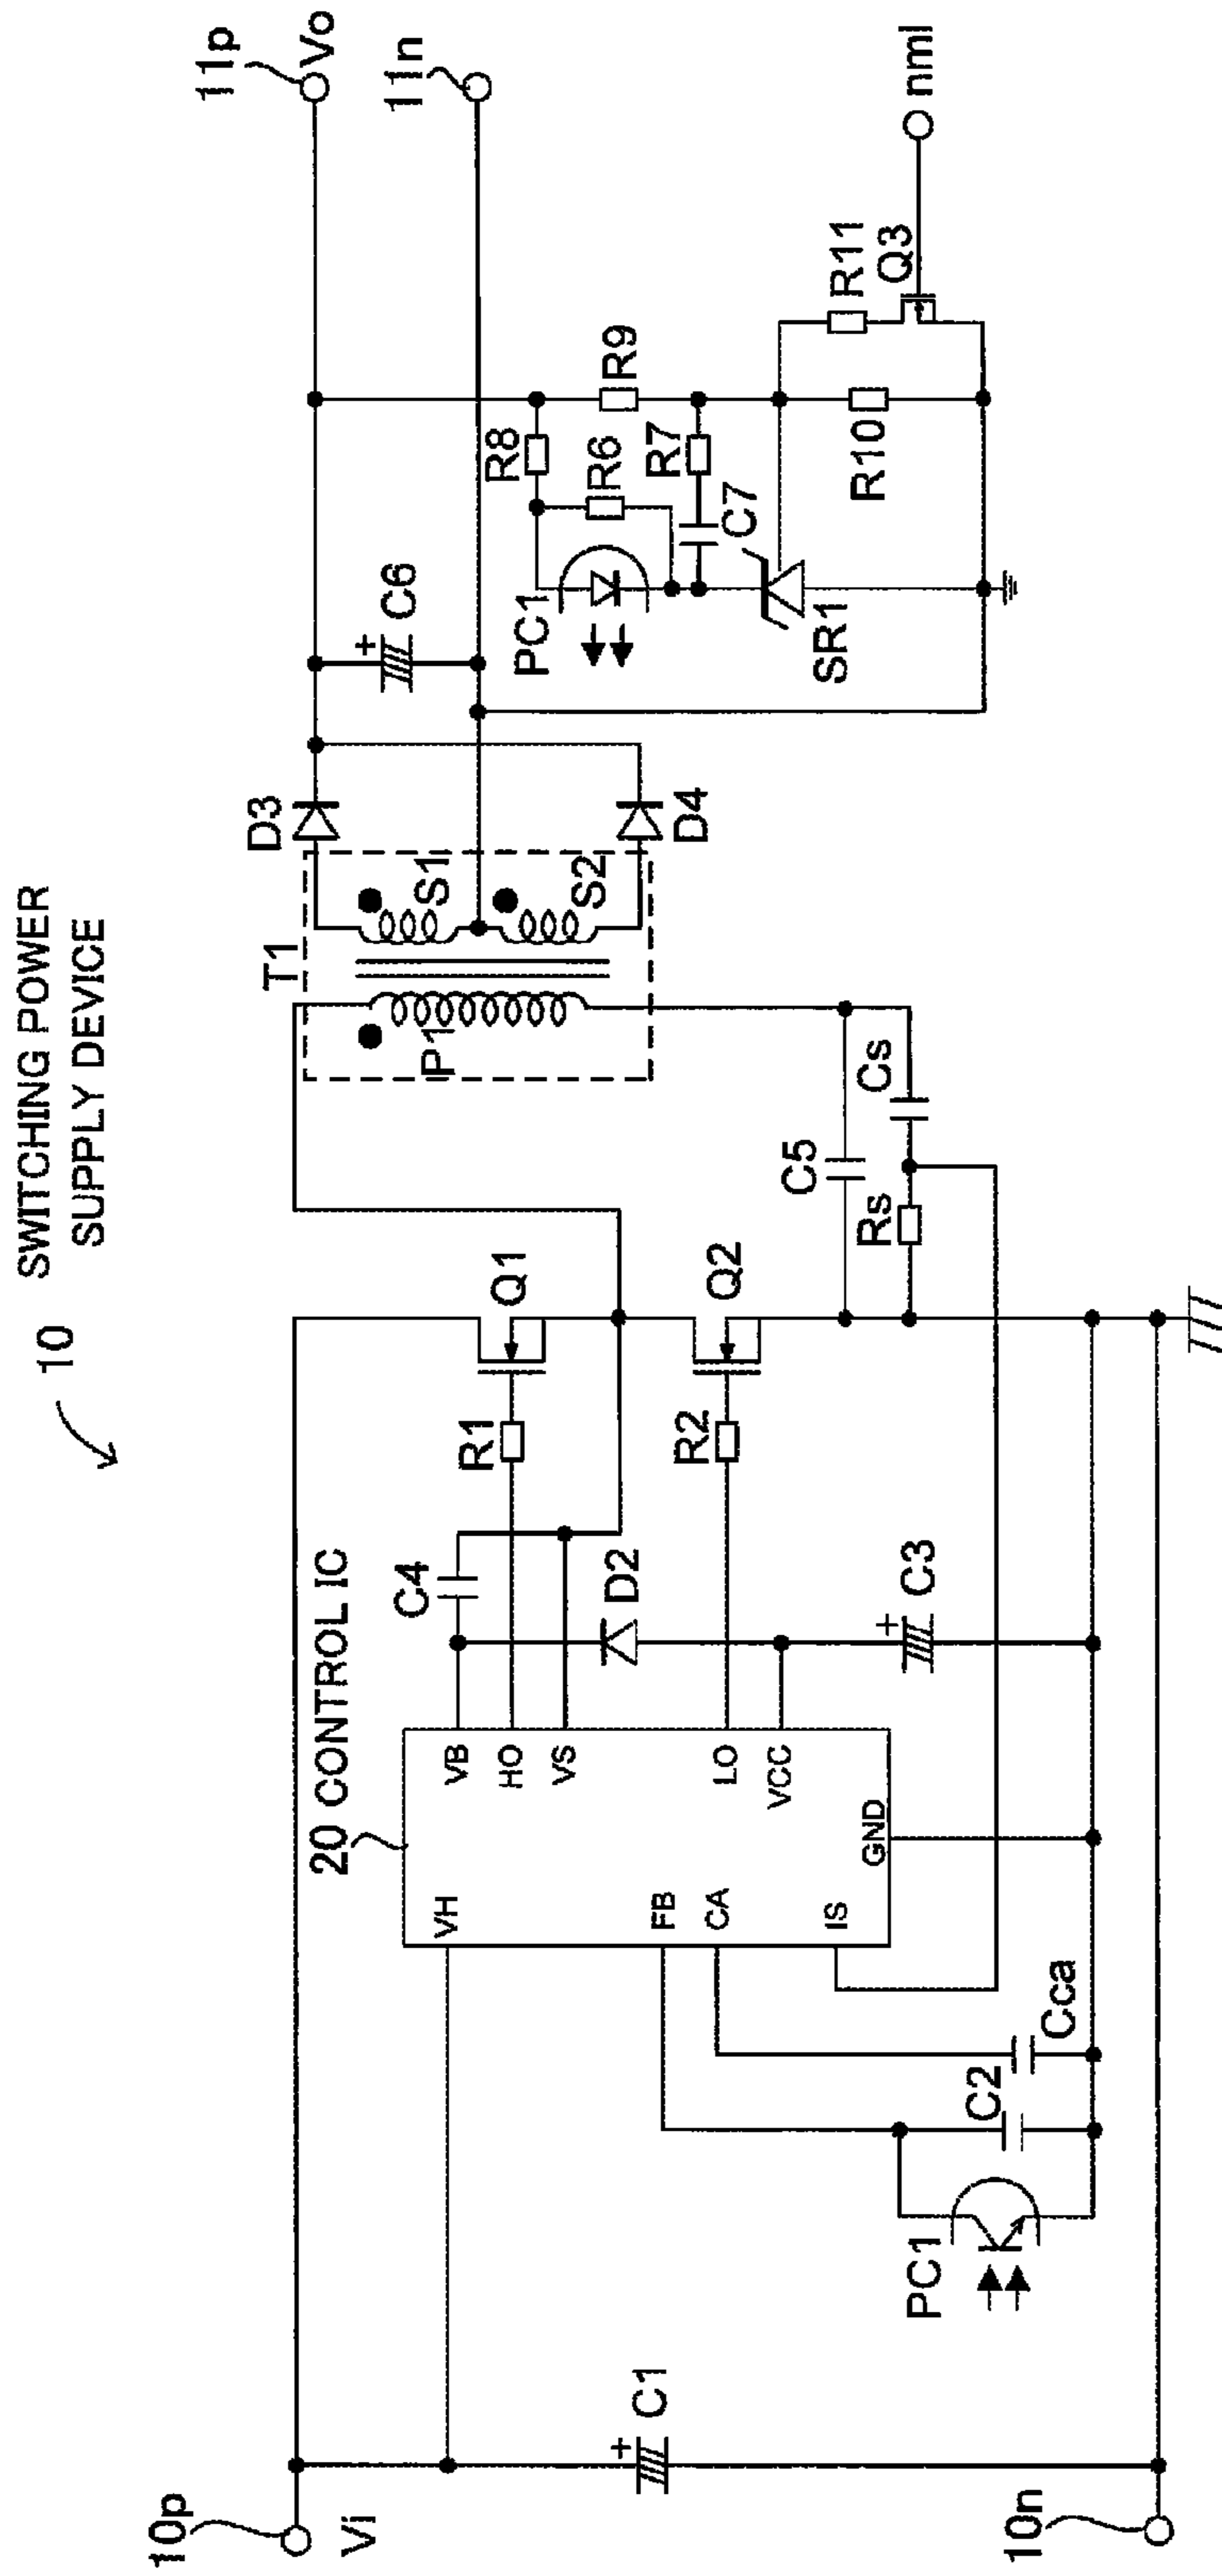 10 SWITCHING POWER
SUPPLY DEVICE
10p
Vi
10n
C1
PC1
C2
Cca
20 CONTROL IC
VH
FB
CA
IS
GND
VB
HO
VS
LO
VCC
C4
D2
C3
R1
R2
Q1
Q2
C5
Rs
Cs
T1
P1
S1
S2
D3
D4
+
C6
PC1
R8
R6
R7
C7
SR1
R9
R10
R11
Q3
11p
Vo
11n
nml
+
+